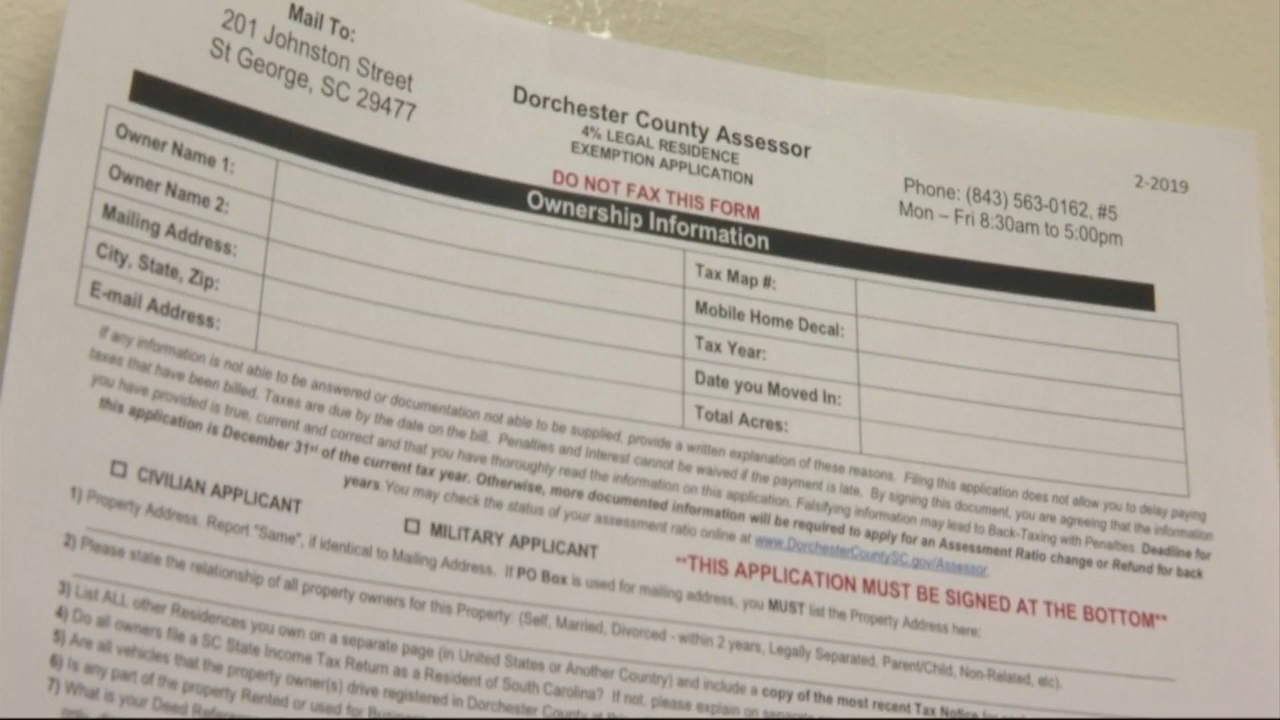 Mail To:
201 Johnston Street
St George, SC 29477
Dorchester County Assessor
4% LEGAL RESIDENCE
EXEMPTION APPLICATION
DO NOT FAX THIS FORM
2-2019
Phone: (843) 563-0162, #5
Mon – Fri 8:30am to 5:00pm
Ownership Information
Owner Name 1:
Owner Name 2:
Mailing Address:
City, State, Zip:
E-mail Address:
Tax Map #:
Mobile Home Decal:
Tax Year:
Date you Moved In:
Total Acres:
If any information is not able to be answered or documentation not able to be supplied, provide a written explanation of these reasons. Filing this application does not allow you to delay paying
taxes that have been billed. Taxes are due by the date on the bill. Penalties and Interest cannot be waived if the payment is late. By signing this document, you are agreeing that the information
you have provided is true, current and correct and that you have thoroughly read the information on this application. Falsifying information may lead to Back-Taxing with Penalties. Deadline for
this application is December 31st of the current tax year. Otherwise, more documented information will be required to apply for an Assessment Ratio change or Refund for back
years. You may check the status of your assessment ratio online at www.DorchesterCountySC.gov/Assessor.
☐ CIVILIAN APPLICANT
☐ MILITARY APPLICANT
**THIS APPLICATION MUST BE SIGNED AT THE BOTTOM**
1) Property Address. Report "Same", if identical to Mailing Address. If PO Box is used for mailing address, you MUST list the Property Address here:
2) Please state the relationship of all property owners for this Property: (Self, Married, Divorced - within 2 years, Legally Separated, Parent/Child, Non-Related, etc).
3) List ALL other Residences you own on a separate page (in United States or Another Country) and include a copy of the most recent Tax Notice
4) Do all owners file a SC State Income Tax Return as a Resident of South Carolina? If not, please explain on separate
5) Are all vehicles that the property owner(s) drive registered in Dorchester County at
6) Is any part of the property Rented or used for
7) What is your Deed